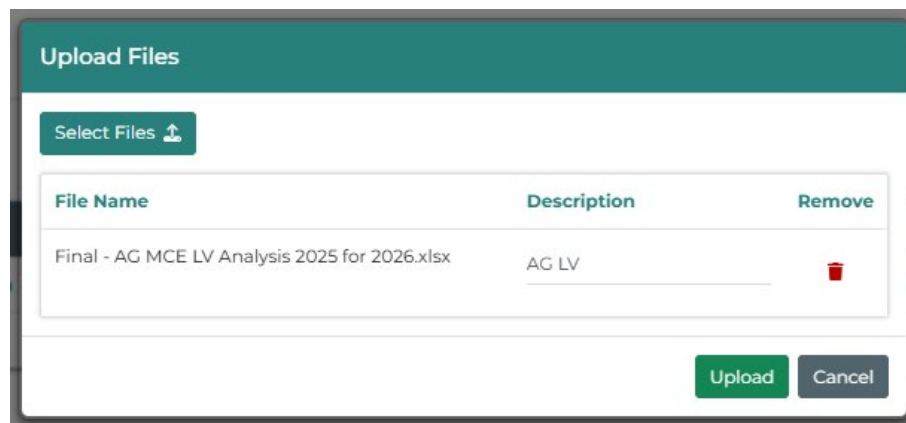 Upload Files
Select Files
File Name Description Remove
Final - AG MCE LV Analysis 2025 for 2026.xlsx AG LV
Upload Cancel